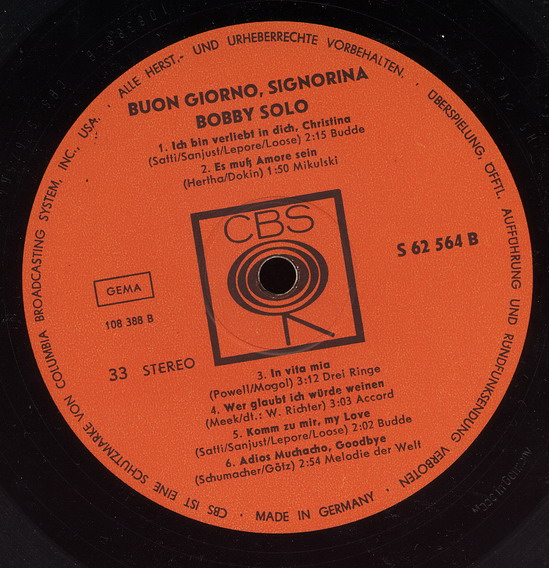 · ALLE HERST.- UND URHEBERRECHTE VORBEHALTEN. · ÜBERSPIELUNG, ÖFFTL. AUFFÜHRUNG UND RUNDFUNKSENDUNG VERBOTEN · MADE IN GERMANY · CBS IST EINE SCHUTZMARKE VON COLUMBIA BROADCASTING SYSTEM, INC., USA.
BUON GIORNO, SIGNORINA
BOBBY SOLO
1. Ich bin verliebt in dich, Christina
(Satti/Sanjust/Lepore/Loose) 2:15 Budde
2. Es muß Amore sein
(Hertha/Dokin) 1:50 Mikulski
CBS
S 62 564 B
GEMA
108 388 B
33 STEREO
3. In vita mia
(Powell/Mogol) 3:12 Drei Ringe
4. Wer glaubt ich würde weinen
(Meek/dt.: W. Richter) 3:03 Accord
5. Komm zu mir, my Love
(Satti/Sanjust/Lepore/Loose) 2:02 Budde
6. Adios Muchacho, Goodbye
(Schumacher/Götz) 2:54 Melodie der Welt